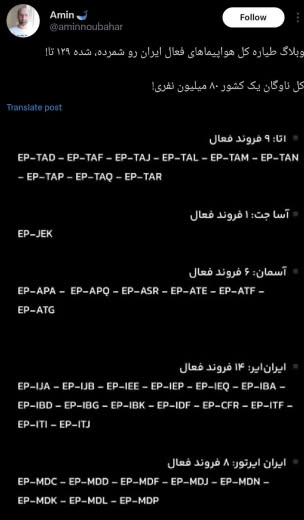 Amin
@aminnoubahar
Follow
وبلاگ طیاره کل هواپیماهای فعال ایران رو شمرده، شده ۱۲۹ تا!
کل ناوگان یک کشور ۸۰ میلیون نفری!
Translate post
آتا: ۹ فروند فعال
EP-TAD – EP-TAF – EP-TAJ – EP-TAL – EP-TAM – EP-TAN
– EP-TAP – EP-TAQ – EP-TAR
آسا جت: ۱ فروند فعال
EP-JEK
آسمان: ۶ فروند فعال
EP-APA – EP-APQ – EP-ASR – EP-ATE – EP-ATF –
EP-ATG
ایران‌ایر: ۱۴ فروند فعال
EP-IJA – EP-IJB – EP-IEE – EP-IEP – EP-IEQ – EP-IBA –
EP-IBD – EP-IBG – EP-IBK – EP-IDF – EP-CFR – EP-ITF –
EP-ITI – EP-ITJ
ایران ایرتور: ۸ فروند فعال
EP-MDC – EP-MDD – EP-MDF – EP-MDJ – EP-MDN –
EP-MDK – EP-MDL – EP-MDP